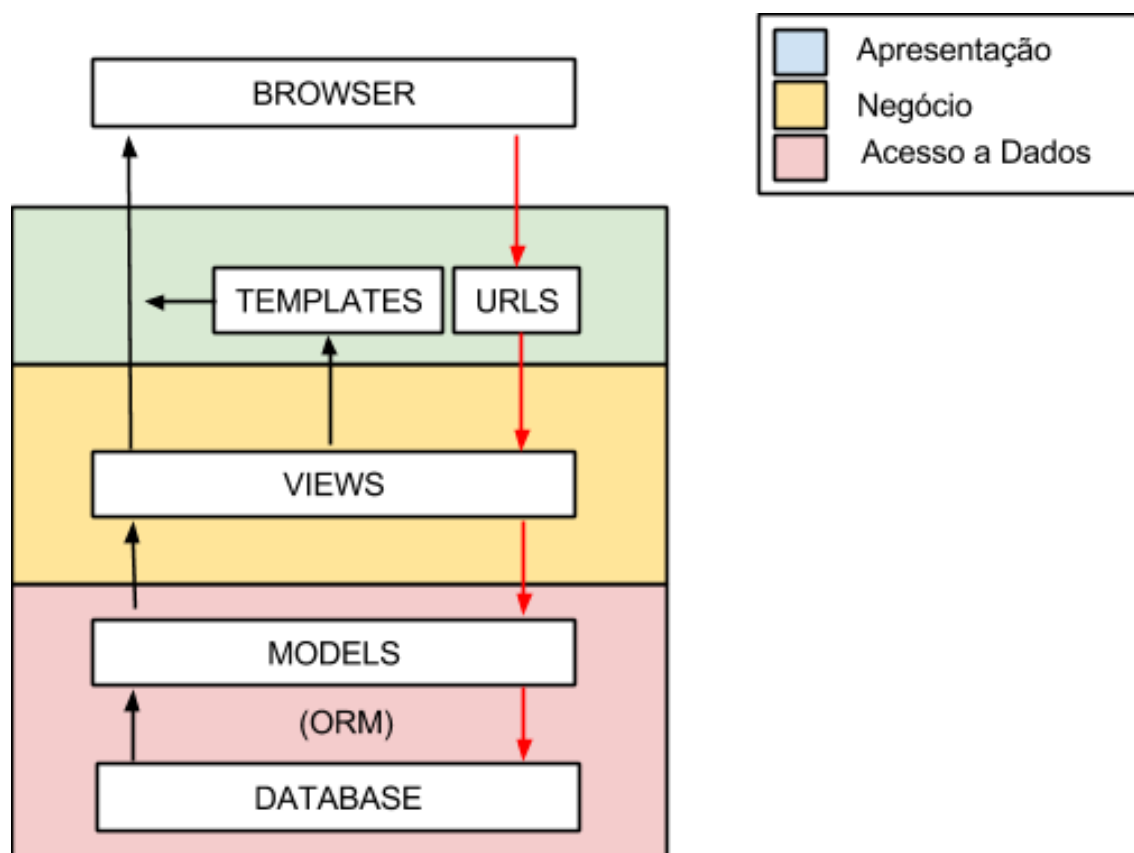 BROWSER
Apresentação
Negócio
Acesso a Dados
TEMPLATES
URLS
VIEWS
MODELS
(ORM)
DATABASE